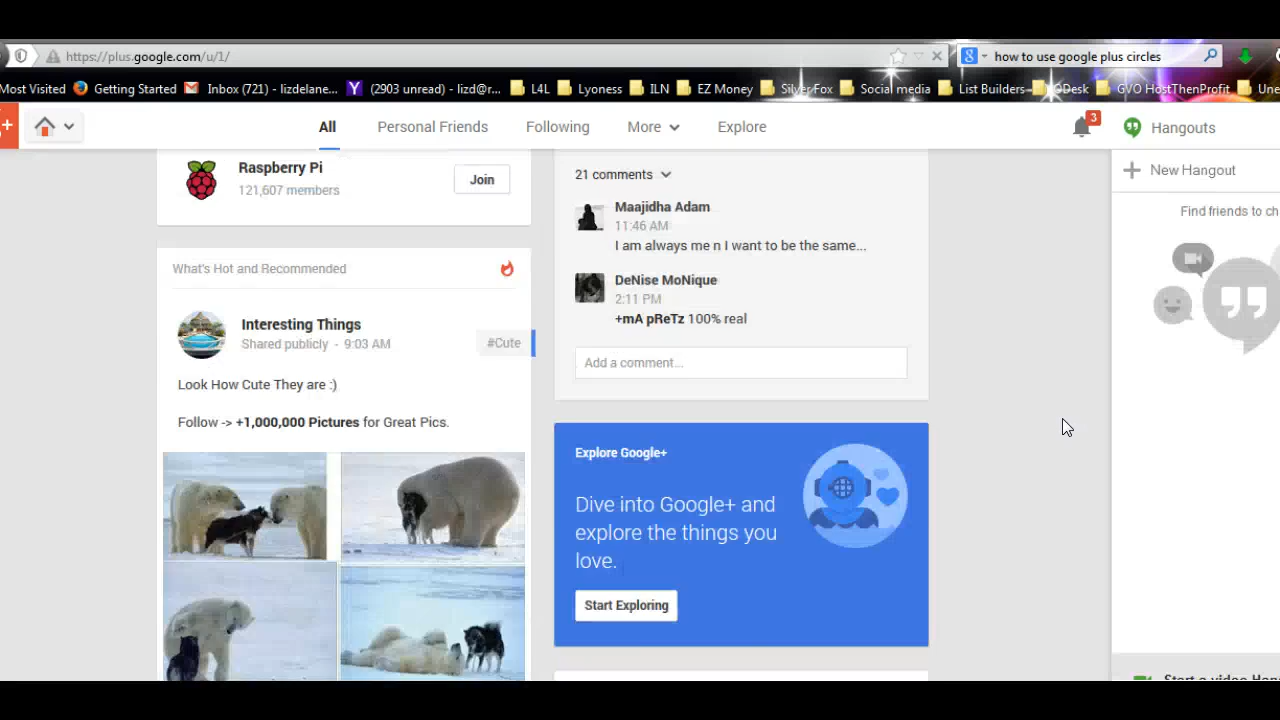 https://plus.google.com/u/1/
how to use google plus circles
Most Visited
Getting Started
Inbox (721) - lizdelane...
(2903 unread) - lizd@r...
L4L
Lyoness
ILN
EZ Money
Silver Fox
Social media
List Builders
ODesk
GVO HostThenProfit
Une
+
All
Personal Friends
Following
More
Explore
3
Hangouts
Raspberry Pi
121,607 members
Join
What's Hot and Recommended
Interesting Things
Shared publicly - 9:03 AM
#Cute
Look How Cute They are :)
Follow -> +1,000,000 Pictures for Great Pics.
21 comments
Maajidha Adam
11:46 AM
I am always me n I want to be the same...
DeNise MoNique
2:11 PM
+mA pReTz 100% real
Add a comment...
Explore Google+
Dive into Google+ and
explore the things you
love.
Start Exploring
New Hangout
Find friends to ch
Start a video Han